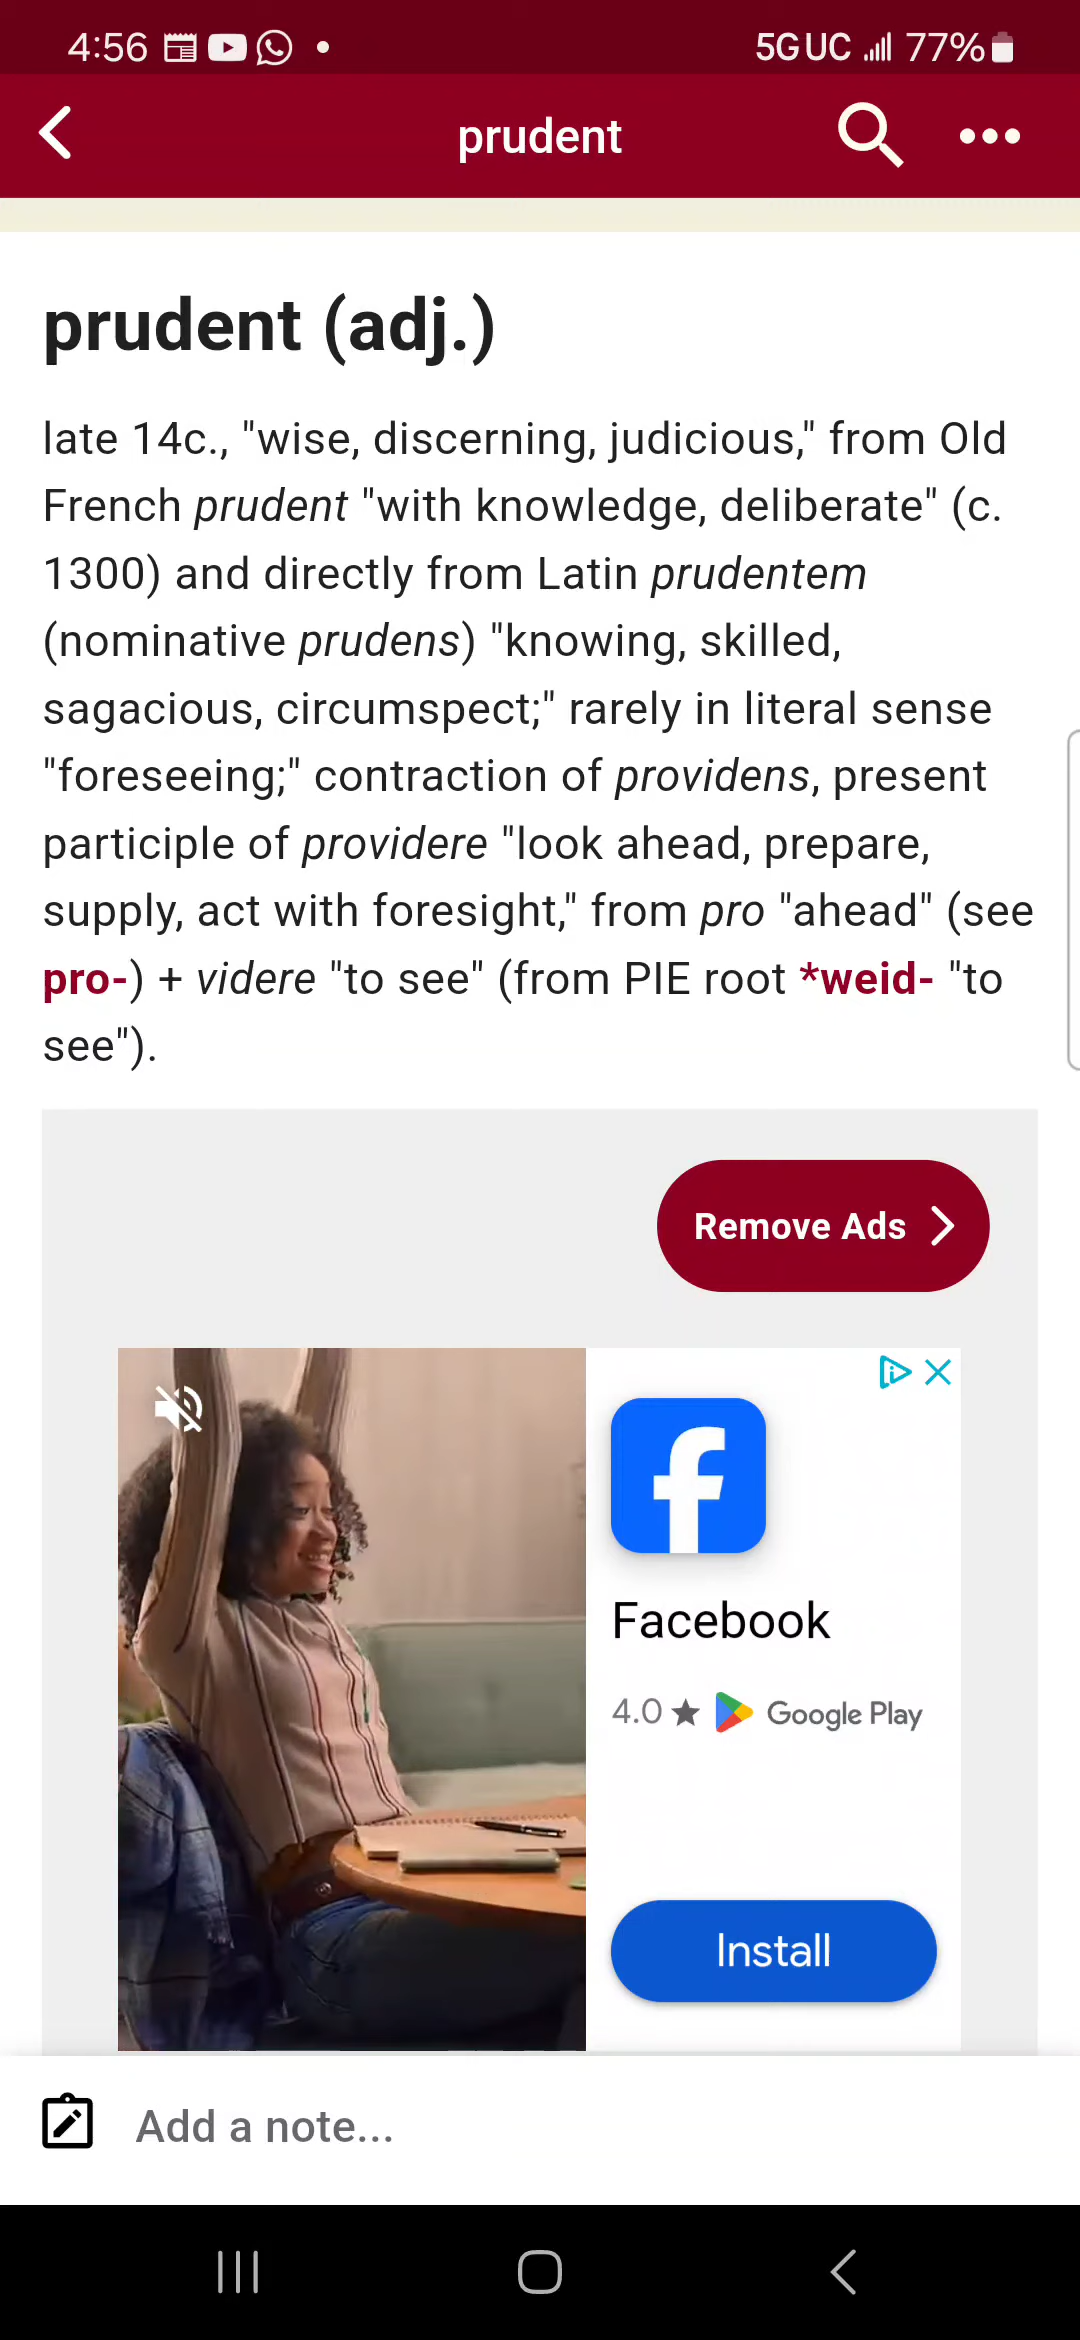 4:56
5G UC 77%
prudent
prudent (adj.)
late 14c., "wise, discerning, judicious," from Old
French prudent "with knowledge, deliberate" (c.
1300) and directly from Latin prudentem
(nominative prudens) "knowing, skilled,
sagacious, circumspect;" rarely in literal sense
"foreseeing;" contraction of providens, present
participle of providere "look ahead, prepare,
supply, act with foresight," from pro "ahead" (see
pro-) + videre "to see" (from PIE root *weid- "to
see").
Remove Ads
Facebook
4.0 ★ Google Play
Install
Add a note...